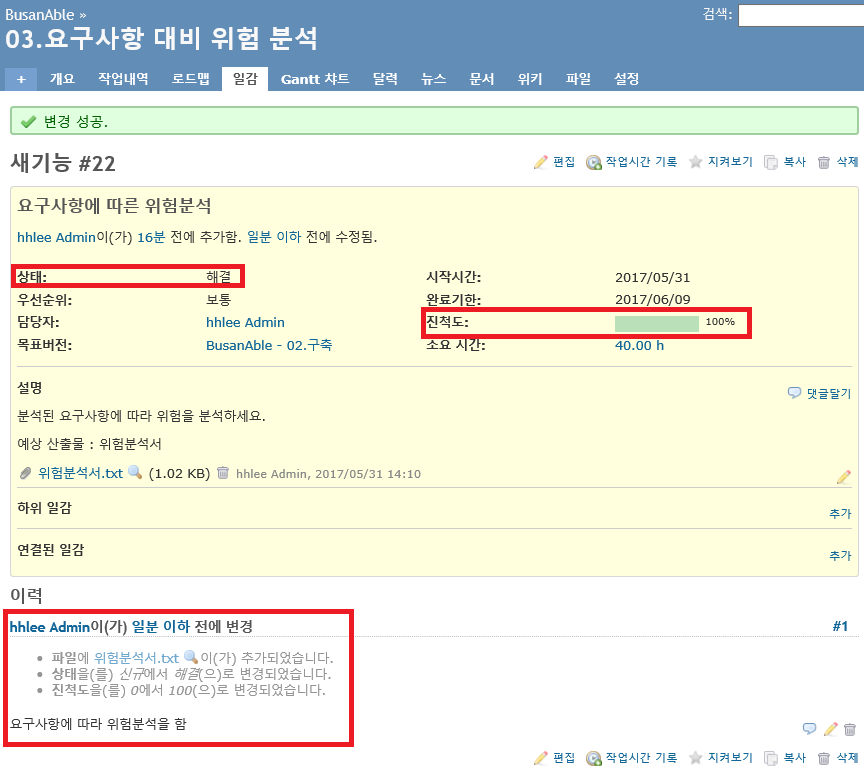 BusanAble »
검색:
03.요구사항 대비 위험 분석
+ 개요 작업내역 로드맵 일감 Gantt 챠트 달력 뉴스 문서 위키 파일 설정
변경 성공.
새기능 #22
편집 작업시간 기록 지켜보기 복사 삭제
요구사항에 따른 위험분석
hhlee Admin이(가) 16분 전에 추가함. 일분 이하 전에 수정됨.
상태: 해결 시작시간: 2017/05/31
우선순위: 보통 완료기한: 2017/06/09
담당자: hhlee Admin 진척도: 100%
목표버전: BusanAble - 02.구축 소요 시간: 40.00 h
설명
댓글달기
분석된 요구사항에 따라 위험을 분석하세요.
예상 산출물 : 위험분석서
위험분석서.txt (1.02 KB) hhlee Admin, 2017/05/31 14:10
하위 일감
추가
연결된 일감
추가
이력
hhlee Admin이(가) 일분 이하 전에 변경 #1
• 파일에 위험분석서.txt 이(가) 추가되었습니다.
• 상태을(를) 신규에서 해결(으)로 변경되었습니다.
• 진척도을(를) 0에서 100(으)로 변경되었습니다.
요구사항에 따라 위험분석을 함
편집 작업시간 기록 지켜보기 복사 삭제